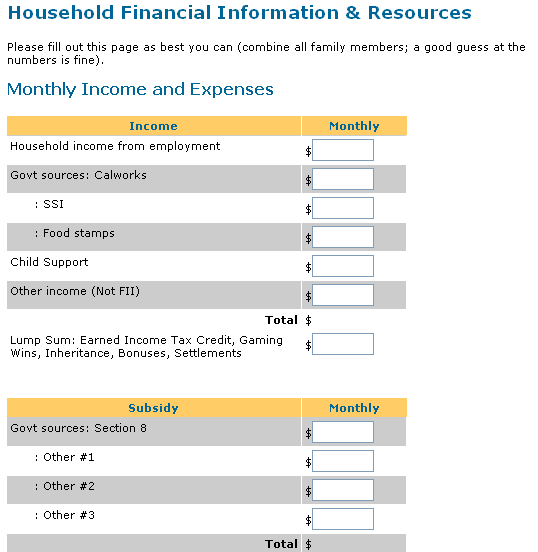 Household Financial Information & Resources
Please fill out this page as best you can (combine all family members; a good guess at the
numbers is fine).
Monthly Income and Expenses
Income Monthly
Household income from employment $
Govt sources: Calworks $
: SSI $
: Food stamps $
Child Support $
Other income (Not FII) $
Total $
Lump Sum: Earned Income Tax Credit, Gaming $
Wins, Inheritance, Bonuses, Settlements
Subsidy Monthly
Govt sources: Section 8 $
: Other #1 $
: Other #2 $
: Other #3 $
Total $